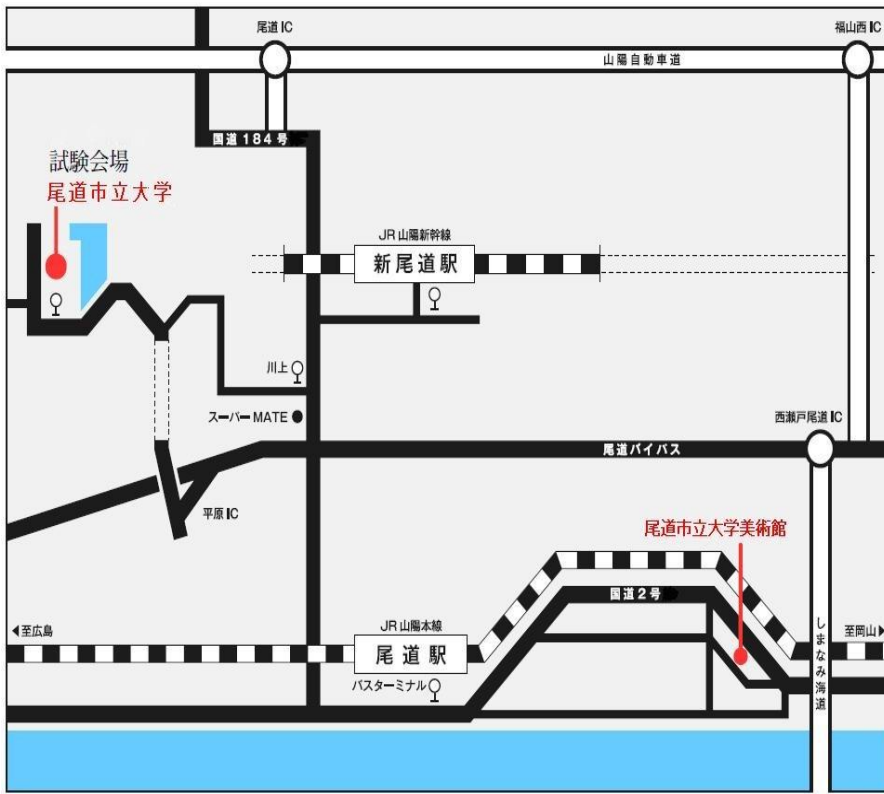 尾道IC
福山西IC
山陽自動車道
国道184号
試験会場
尾道市立大学
JR山陽新幹線
新尾道駅
川上
スーパーMATE
西瀬戸尾道IC
尾道バイパス
平原IC
尾道市立大学美術館
国道2号
◀至広島
JR山陽本線
尾道駅
至岡山▶
しまなみ海道
バスターミナル